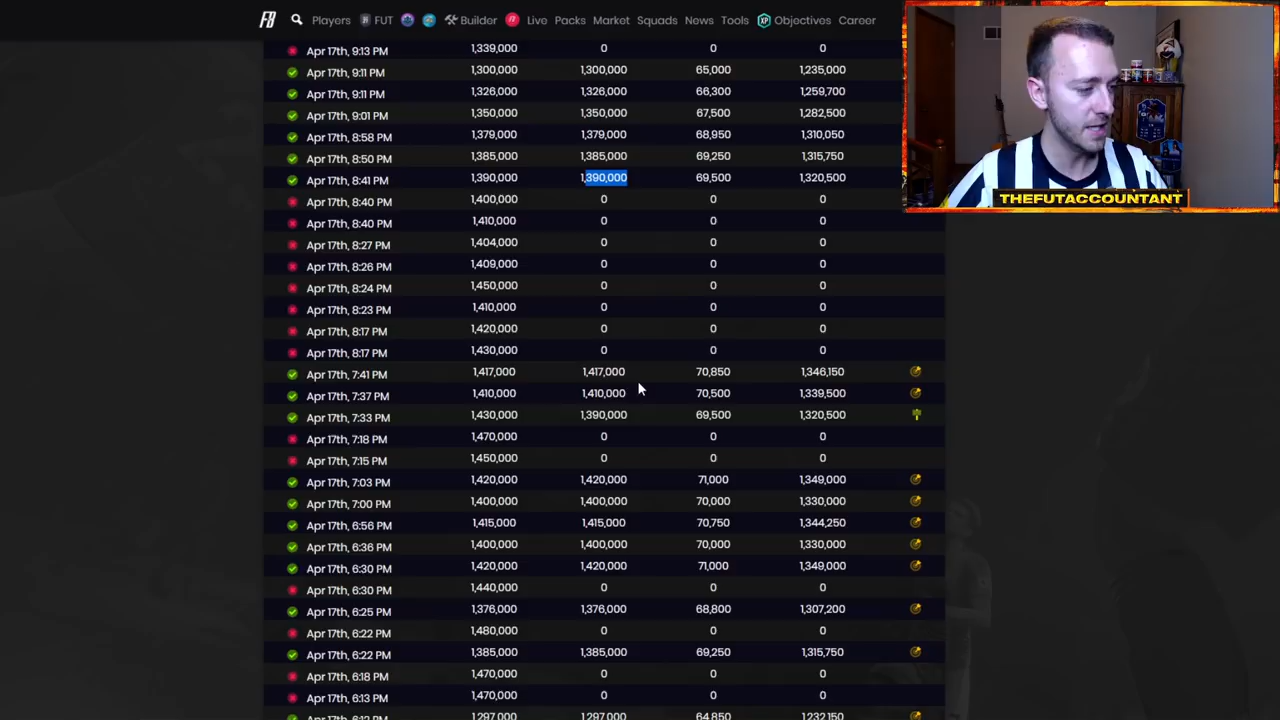 FB Players FUT Builder Live Packs Market Squads News Tools XP Objectives Career
Apr 17th, 9:13 PM 1,339,000 0 0 0
Apr 17th, 9:11 PM 1,300,000 1,300,000 65,000 1,235,000
Apr 17th, 9:11 PM 1,326,000 1,326,000 66,300 1,259,700
Apr 17th, 9:01 PM 1,350,000 1,350,000 67,500 1,282,500
Apr 17th, 8:58 PM 1,379,000 1,379,000 68,950 1,310,050
Apr 17th, 8:50 PM 1,385,000 1,385,000 69,250 1,315,750
Apr 17th, 8:41 PM 1,390,000 1,390,000 69,500 1,320,500
Apr 17th, 8:40 PM 1,400,000 0 0 0
Apr 17th, 8:40 PM 1,410,000 0 0 0
Apr 17th, 8:27 PM 1,404,000 0 0 0
Apr 17th, 8:26 PM 1,409,000 0 0 0
Apr 17th, 8:24 PM 1,450,000 0 0 0
Apr 17th, 8:23 PM 1,410,000 0 0 0
Apr 17th, 8:17 PM 1,420,000 0 0 0
Apr 17th, 8:17 PM 1,430,000 0 0 0
Apr 17th, 7:41 PM 1,417,000 1,417,000 70,850 1,346,150
Apr 17th, 7:37 PM 1,410,000 1,410,000 70,500 1,339,500
Apr 17th, 7:33 PM 1,430,000 1,390,000 69,500 1,320,500
Apr 17th, 7:18 PM 1,470,000 0 0 0
Apr 17th, 7:15 PM 1,450,000 0 0 0
Apr 17th, 7:03 PM 1,420,000 1,420,000 71,000 1,349,000
Apr 17th, 7:00 PM 1,400,000 1,400,000 70,000 1,330,000
Apr 17th, 6:56 PM 1,415,000 1,415,000 70,750 1,344,250
Apr 17th, 6:36 PM 1,400,000 1,400,000 70,000 1,330,000
Apr 17th, 6:30 PM 1,420,000 1,420,000 71,000 1,349,000
Apr 17th, 6:30 PM 1,440,000 0 0 0
Apr 17th, 6:25 PM 1,376,000 1,376,000 68,800 1,307,200
Apr 17th, 6:22 PM 1,480,000 0 0 0
Apr 17th, 6:22 PM 1,385,000 1,385,000 69,250 1,315,750
Apr 17th, 6:18 PM 1,470,000 0 0 0
Apr 17th, 6:13 PM 1,470,000 0 0 0
Apr 17th, 6:12 PM 1,297,000 1,297,000 64,850 1,232,150
THEFUTACCOUNTANT